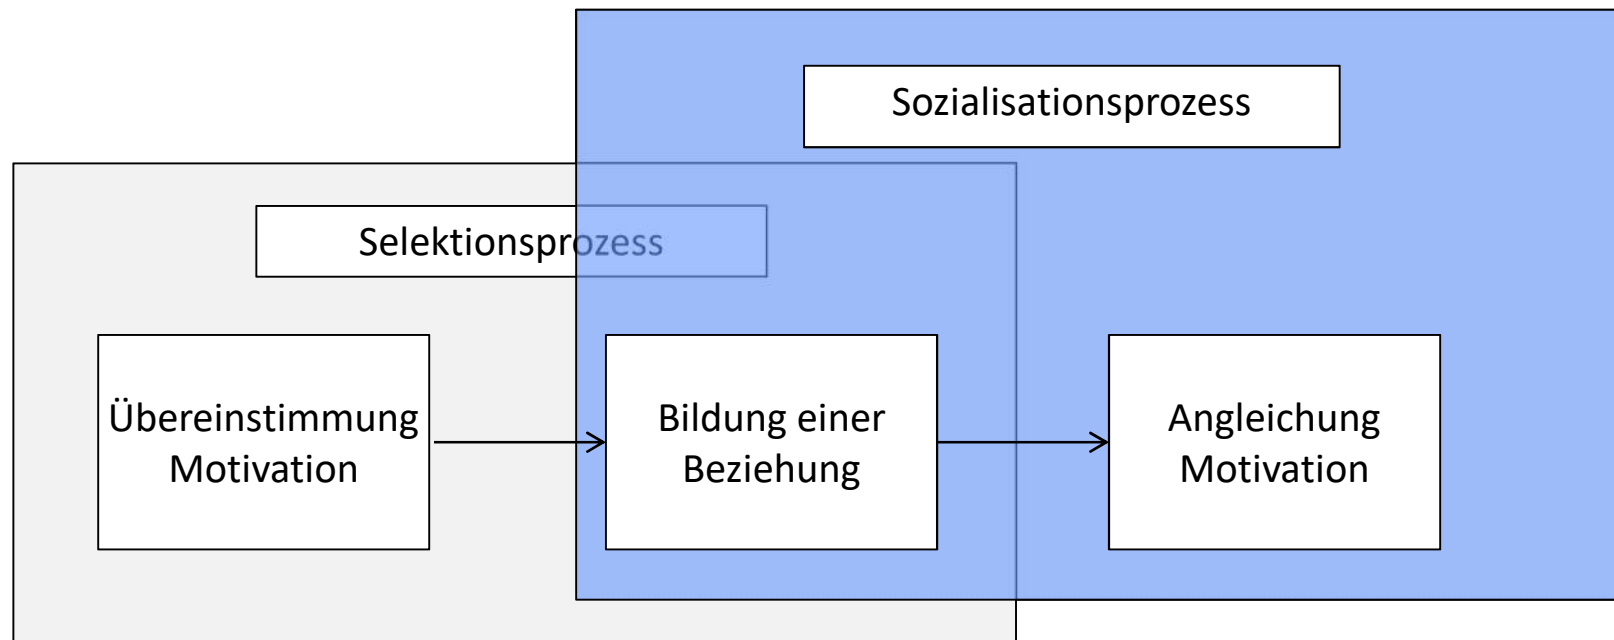 Sozialisationsprozess
Selektionsprozess
Übereinstimmung
Motivation
Bildung einer
Beziehung
Angleichung
Motivation